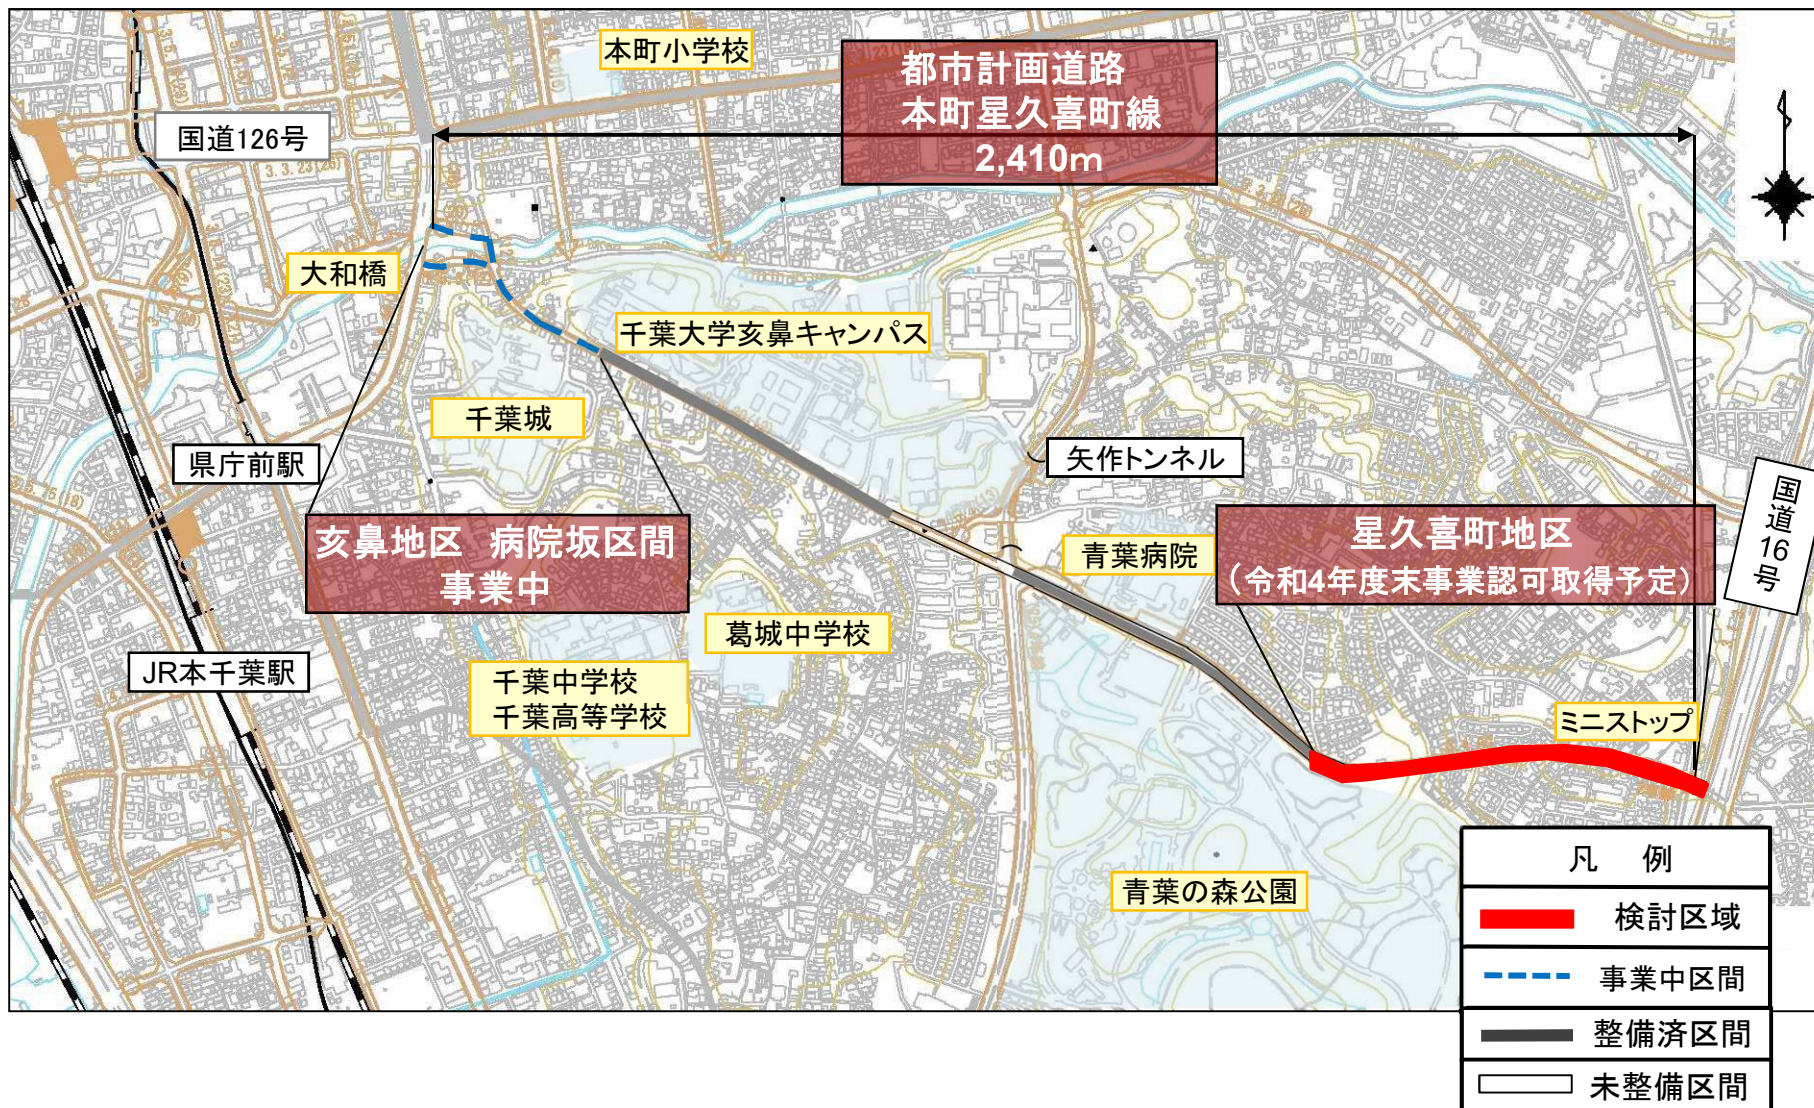 本町小学校
都市計画道路
本町星久喜町線
2,410m
国道126号
大和橋
千葉大学亥鼻キャンパス
千葉城
県庁前駅
矢作トンネル
国道16号
亥鼻地区 病院坂区間
事業中
青葉病院
星久喜町地区
（令和4年度末事業認可取得予定）
葛城中学校
JR本千葉駅
千葉中学校
千葉高等学校
ミニストップ
青葉の森公園
凡 例
検討区域
事業中区間
整備済区間
未整備区間